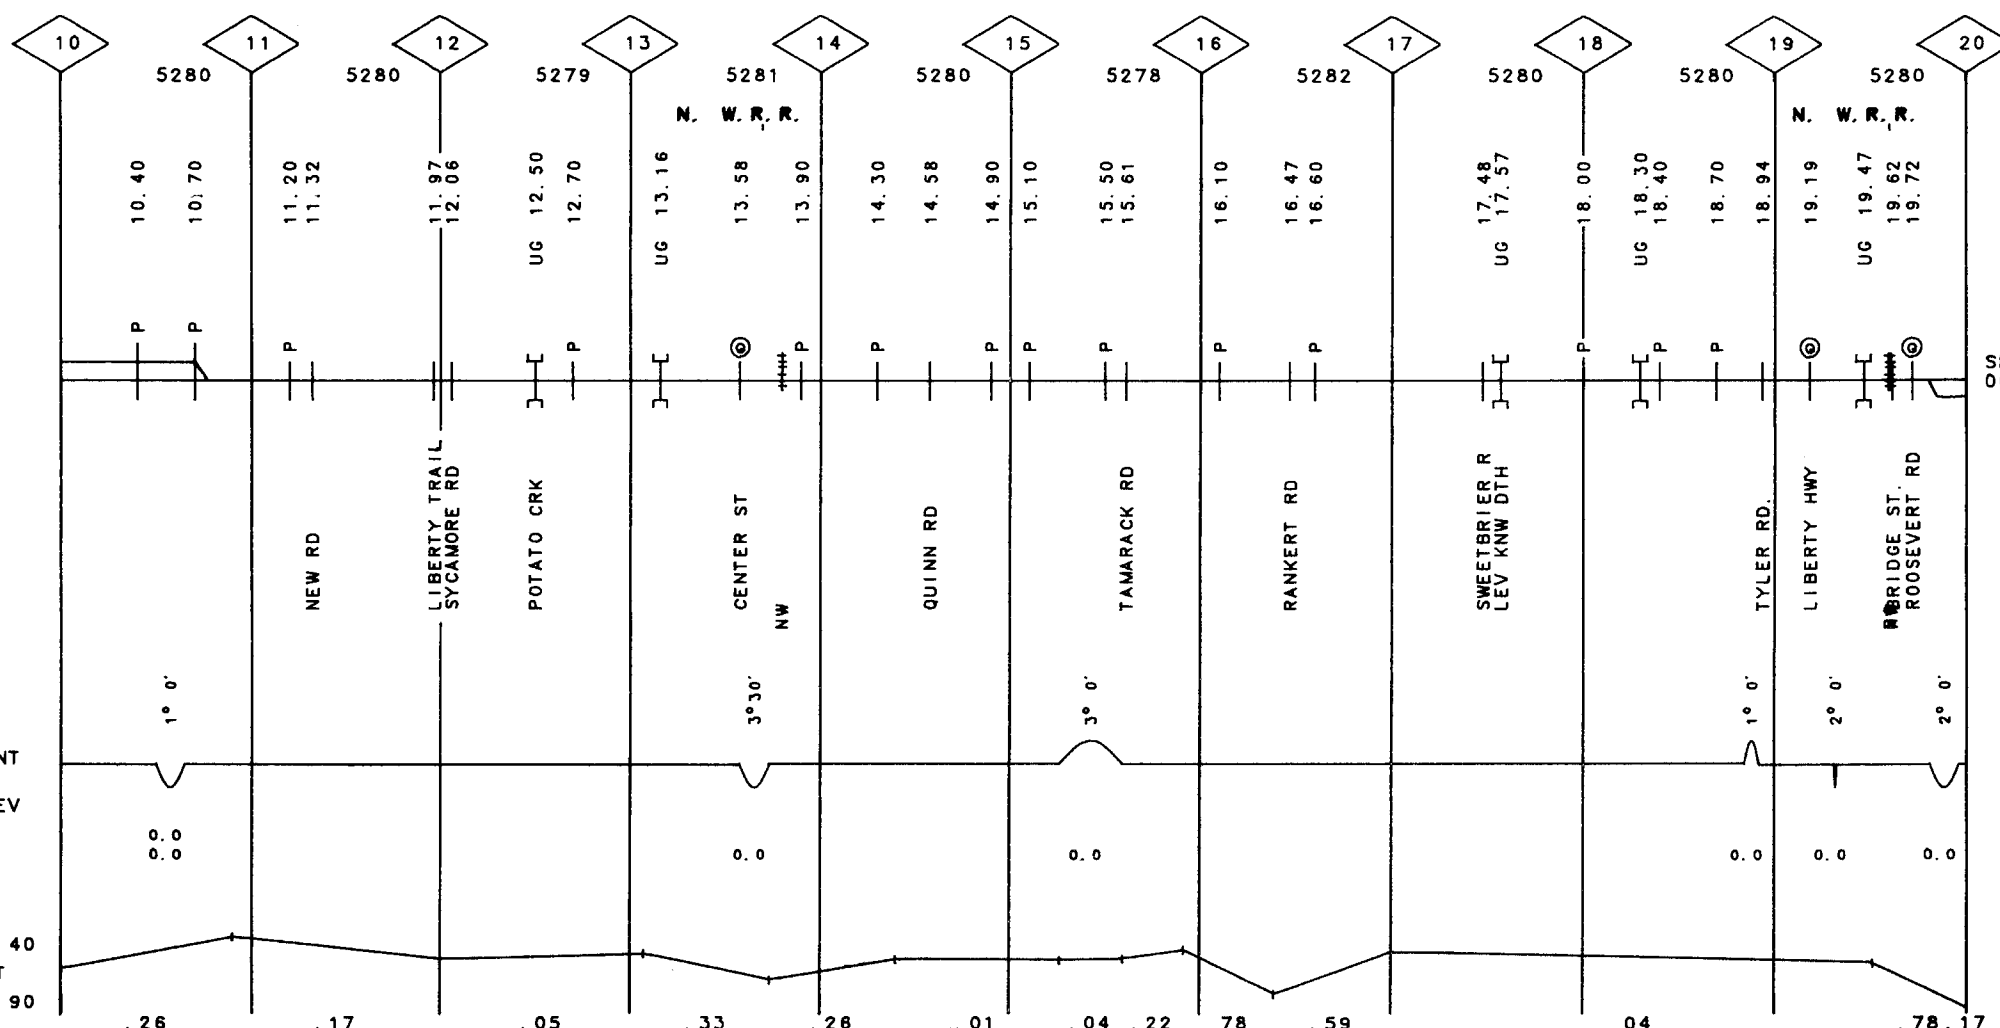 10 11 12 13 14 15 16 17 18 19 20
5280 5280 5279 5281 5280 5278 5282 5280 5280 5280
N. W. R. R. N. W. R. R.
10.40
10.70
11.20
11.32
11.97
12.06
UG 12.50
12.70
UG 13.16
13.58
13.90
14.30
14.58
14.90
15.10
15.50
15.61
16.10
16.47
16.60
17.48
UG 17.57
18.00
UG 18.30
18.40
18.70
18.94
19.19
UG 19.47
19.62
19.72
P P P P P P P P P P P P P
NEW RD
LIBERTY TRAIL
SYCAMORE RD
POTATO CRK
CENTER ST
NW
QUINN RD
TAMARACK RD
RANKERT RD
SWEETBRIER R
LEV KNW DTH
TYLER RD.
LIBERTY HWY
BRIDGE ST.
ROOSEVERT RD
1° 0' 3°30' 3° 0' 1° 0' 2° 0' 2° 0'
NT
EV
0.0
0.0 0.0 0.0 0.0 0.0 0.0
40
T
90
.26 .17 .05 .33 .26 .01 .04 .22 .78 .59 .04 .78 .17